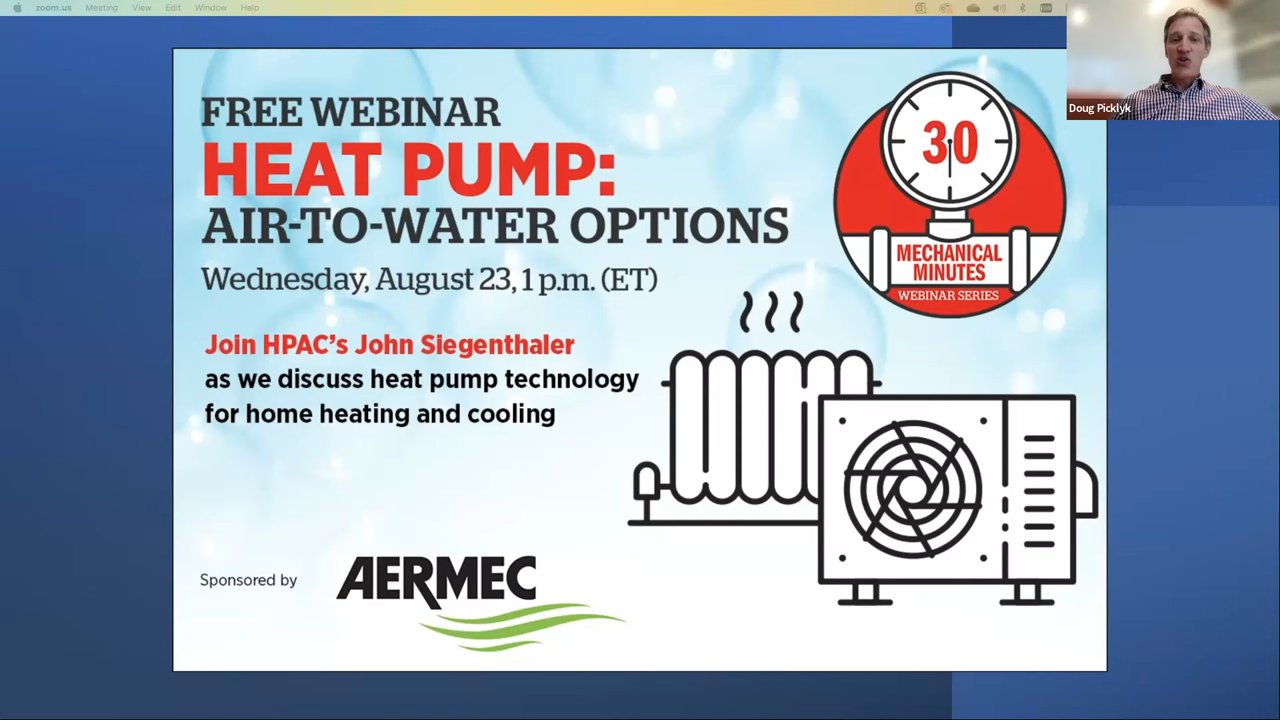 zoom.us Meeting View Edit Window Help
Doug Picklyk
FREE WEBINAR
HEAT PUMP:
AIR-TO-WATER OPTIONS
Wednesday, August 23, 1 p.m. (ET)
Join HPAC's John Siegenthaler
as we discuss heat pump technology
for home heating and cooling
30
MECHANICAL
MINUTES
WEBINAR SERIES
Sponsored by
AERMEC